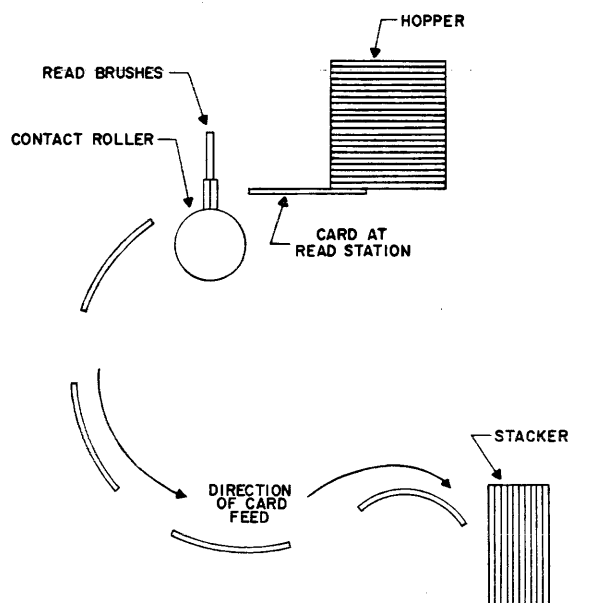 HOPPER
READ BRUSHES
CONTACT ROLLER
CARD AT
READ STATION
STACKER
DIRECTION
OF CARD
FEED